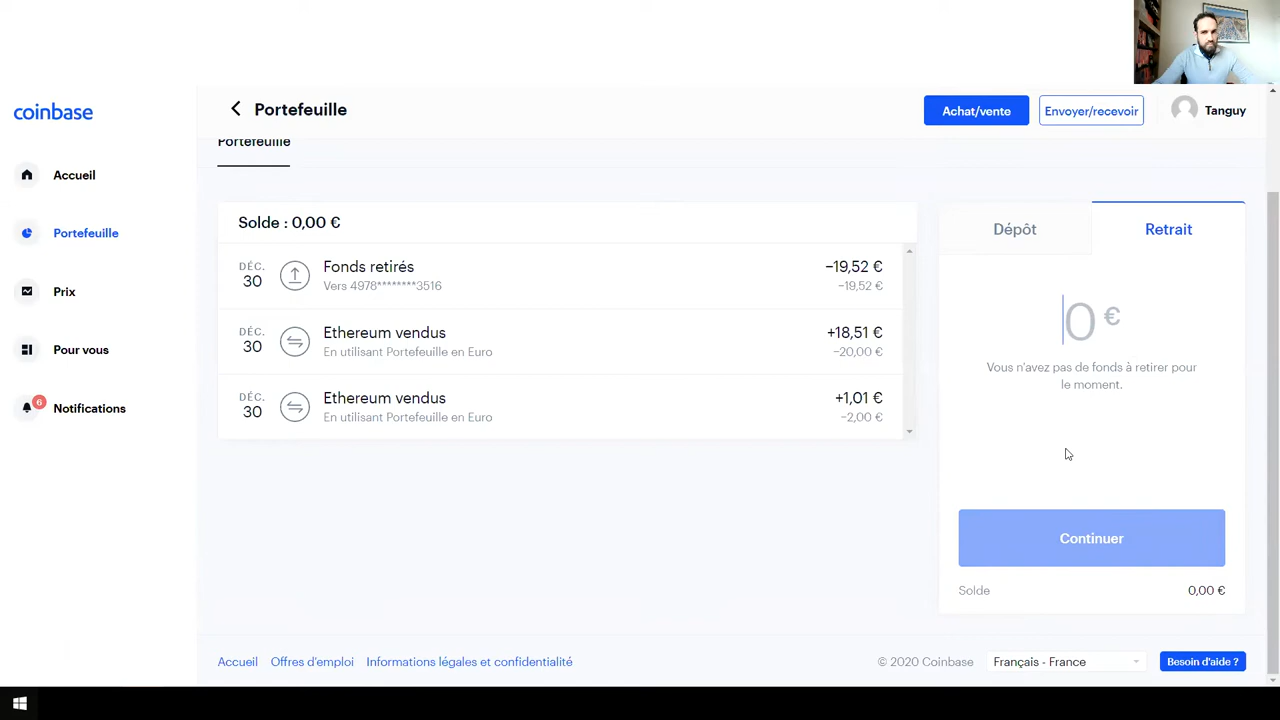 coinbase
Portefeuille
Achat/vente
Envoyer/recevoir
Tanguy
Accueil
Portefeuille
Prix
Pour vous
6
Notifications
Portefeuille
Solde : 0,00 €
DÉC.
30
Fonds retirés
Vers 4978********3516
−19,52 €
−19,52 €
DÉC.
30
Ethereum vendus
En utilisant Portefeuille en Euro
+18,51 €
−20,00 €
DÉC.
30
Ethereum vendus
En utilisant Portefeuille en Euro
+1,01 €
−2,00 €
Dépôt
Retrait
0 €
Vous n'avez pas de fonds à retirer pour
le moment.
Continuer
Solde
0,00 €
Accueil
Offres d'emploi
Informations légales et confidentialité
© 2020 Coinbase
Français - France
Besoin d'aide ?